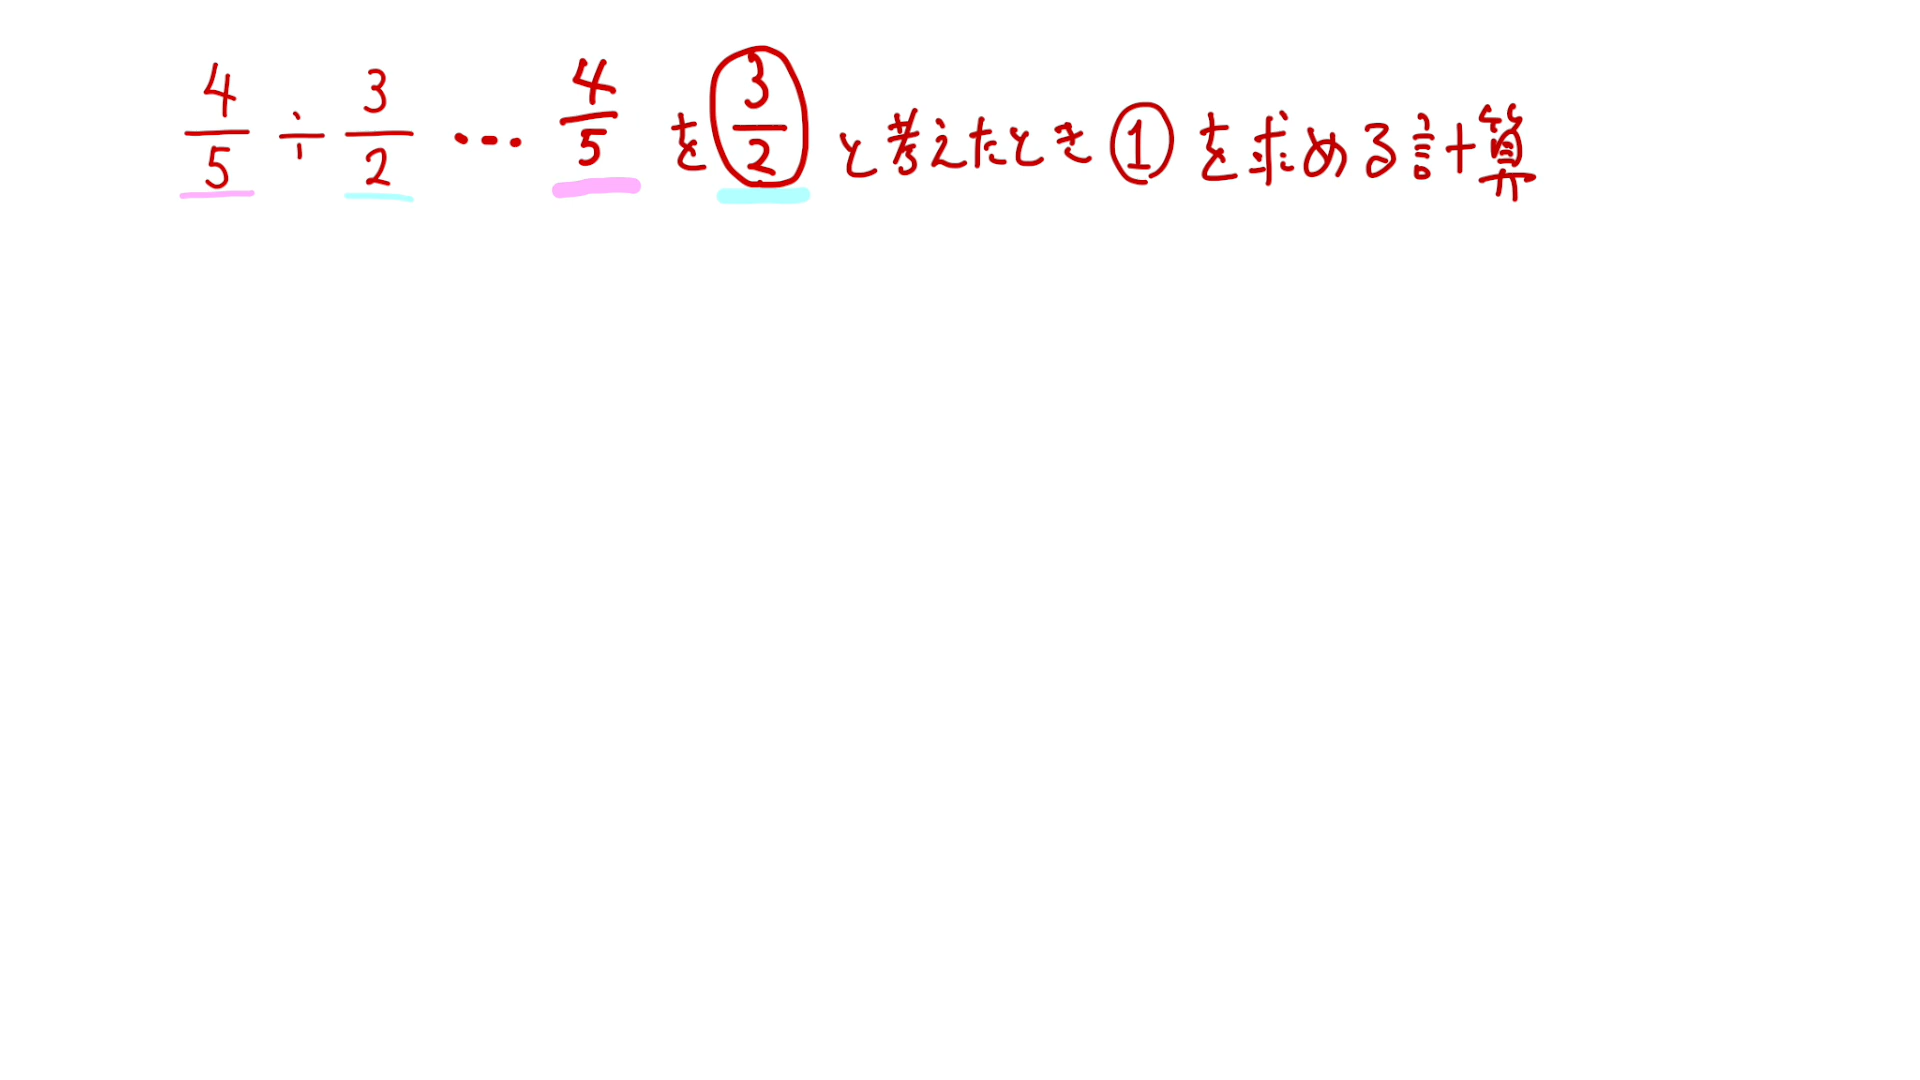 4/5 ÷ 3/2 ・・・ 4/5 を 3/2 と考えたとき ① を求める計算